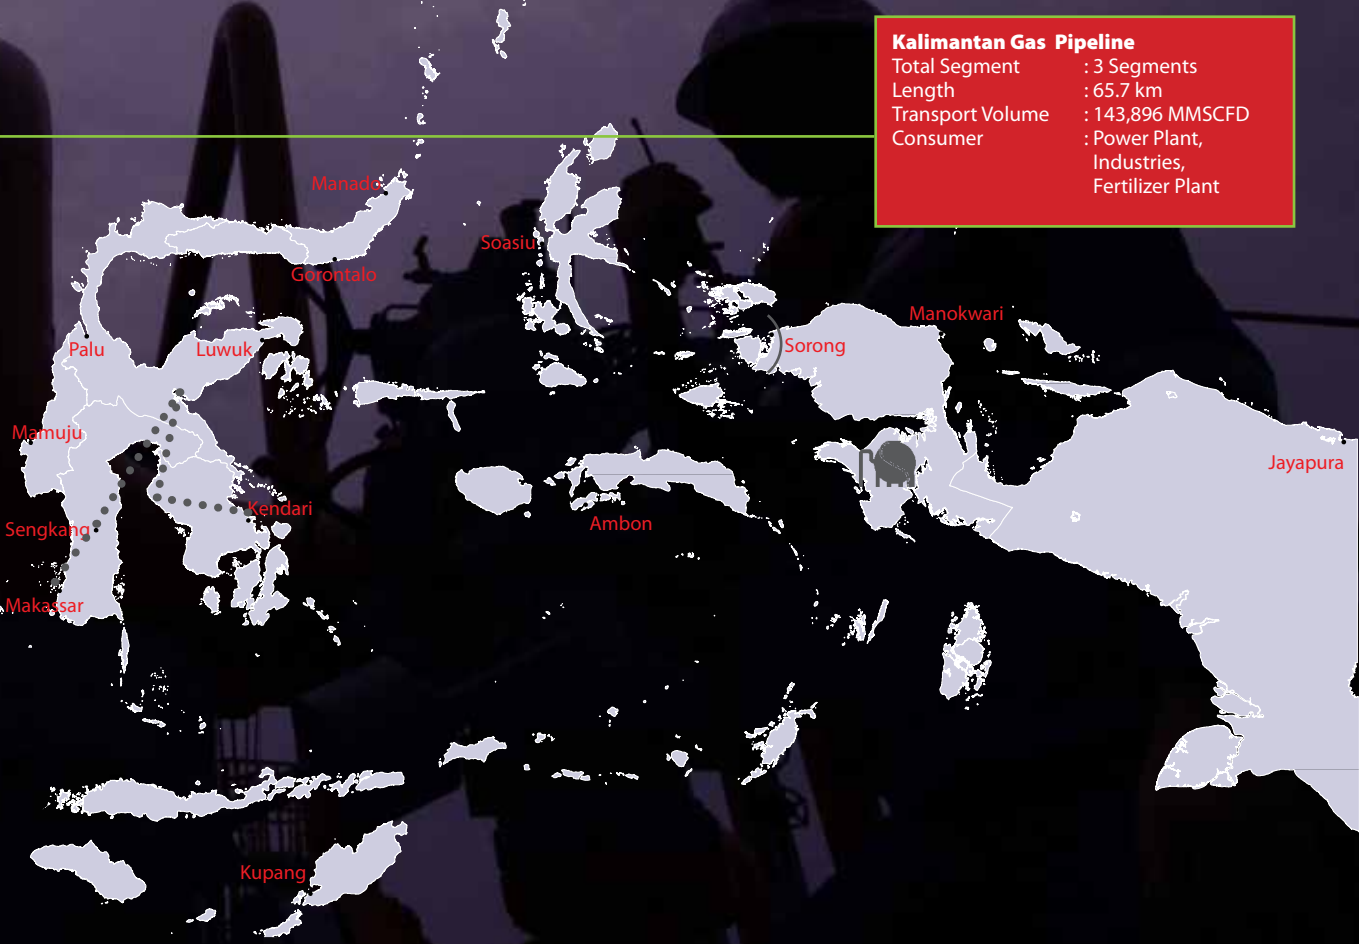 Kalimantan Gas Pipeline
Total Segment : 3 Segments
Length : 65.7 km
Transport Volume : 143,896 MMSCFD
Consumer : Power Plant,
Industries,
Fertilizer Plant
Manado
Soasiu
Gorontalo
Manokwari
Palu
Luwuk
Sorong
Mamuju
Jayapura
Kendari
Sengkang
Ambon
Makassar
Kupang